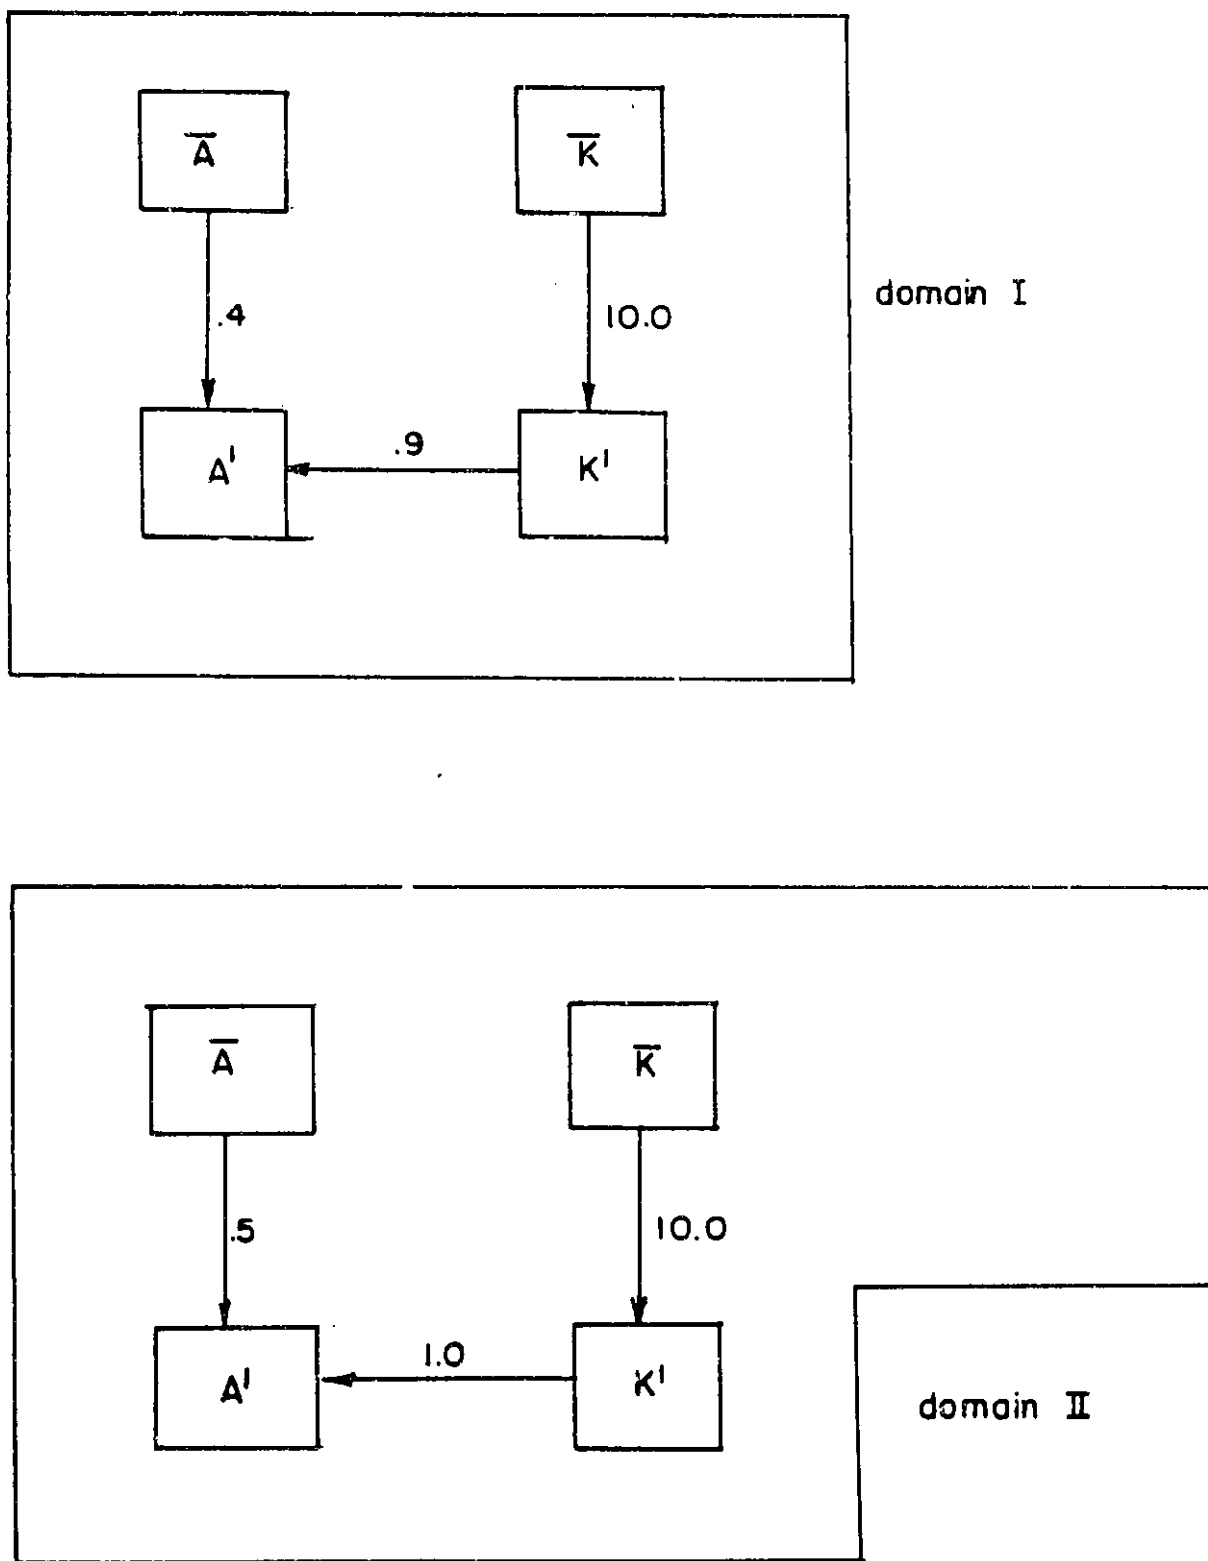 A̅ K̅
.4 10.0
domain I
.9
A' K'
A̅ K̅
.5 10.0
1.0
A' K'
domain II